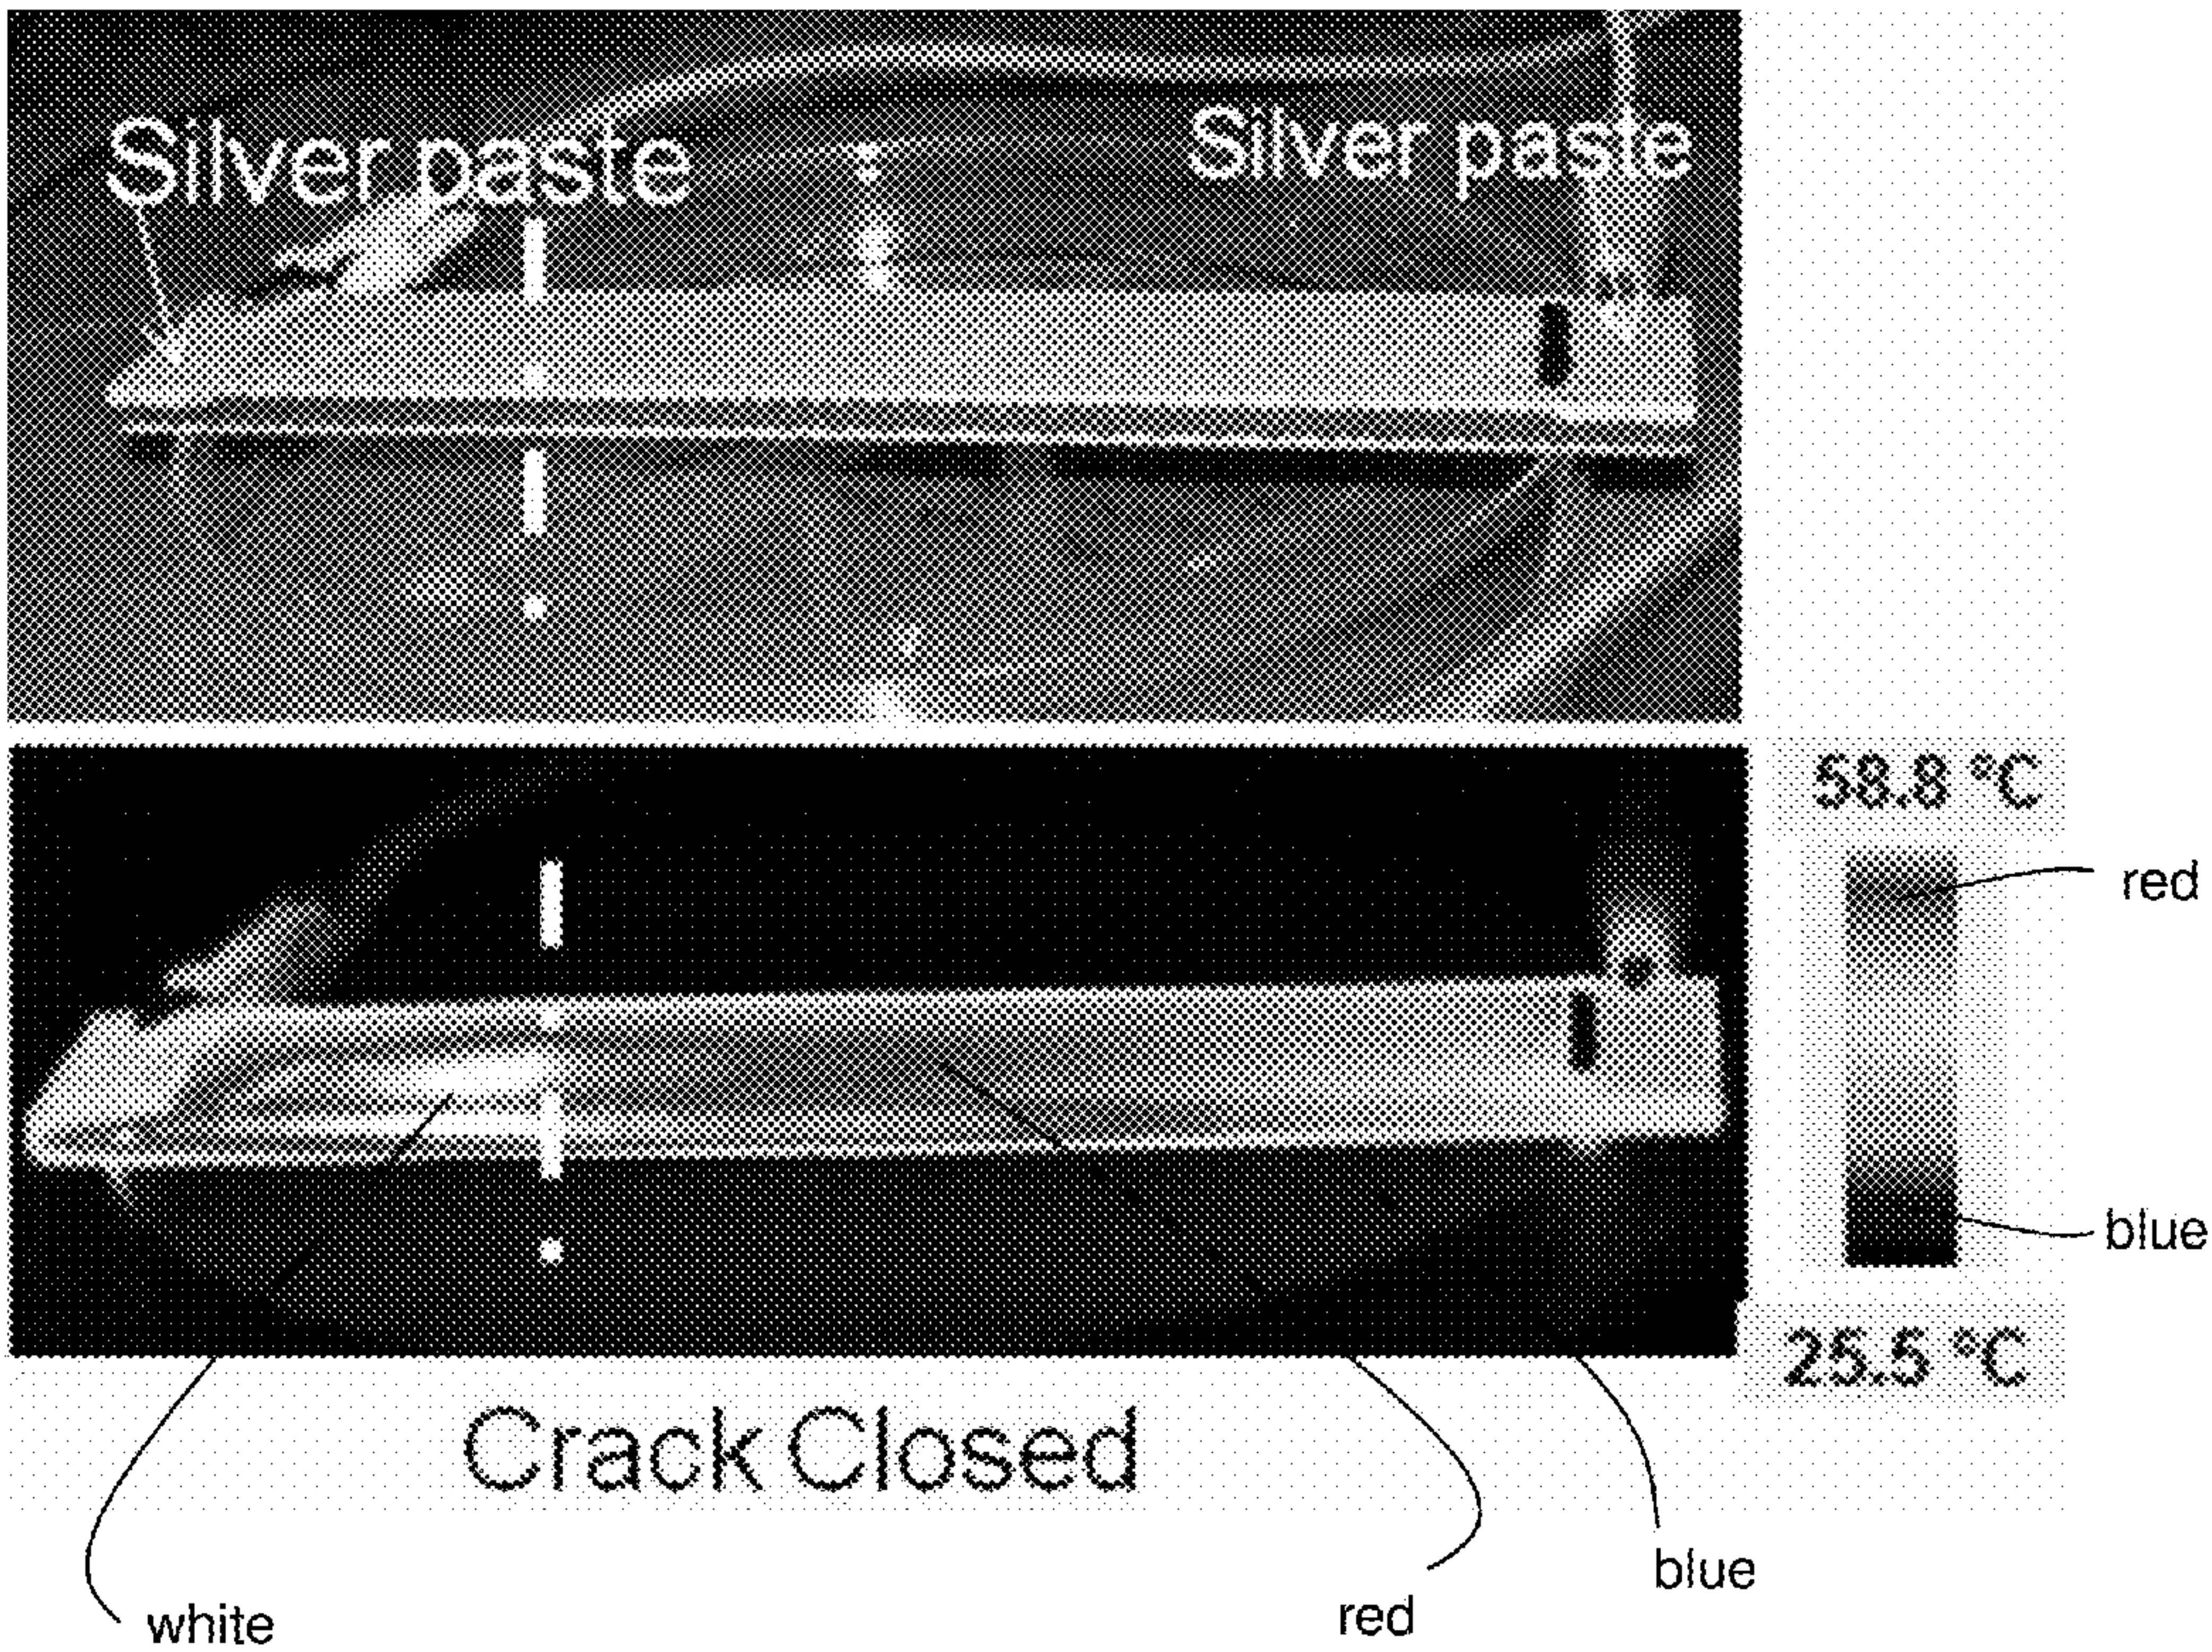 Silver paste Silver paste
58.8 °C
red
blue
25.5 °C
Crack Closed
blue
red
white